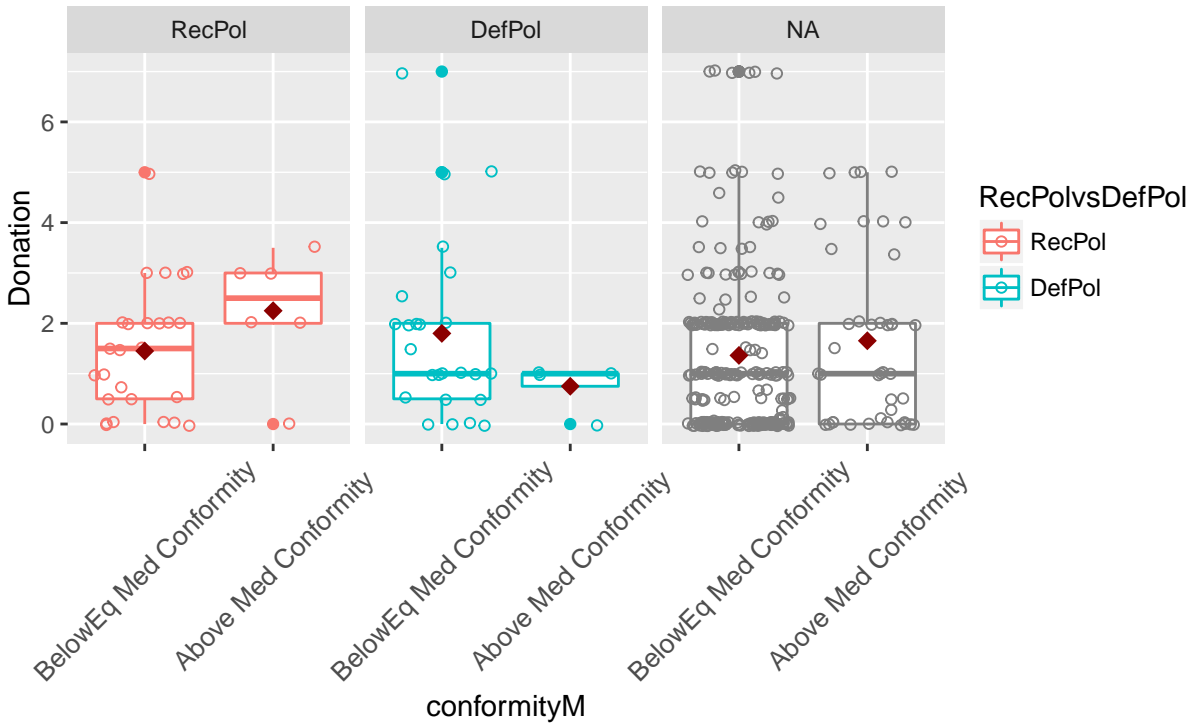 RecPol
DefPol
NA
6
4
2
0
Donation
BelowEq Med Conformity
Above Med Conformity
BelowEq Med Conformity
Above Med Conformity
BelowEq Med Conformity
Above Med Conformity
conformityM
RecPolvsDefPol
RecPol
DefPol